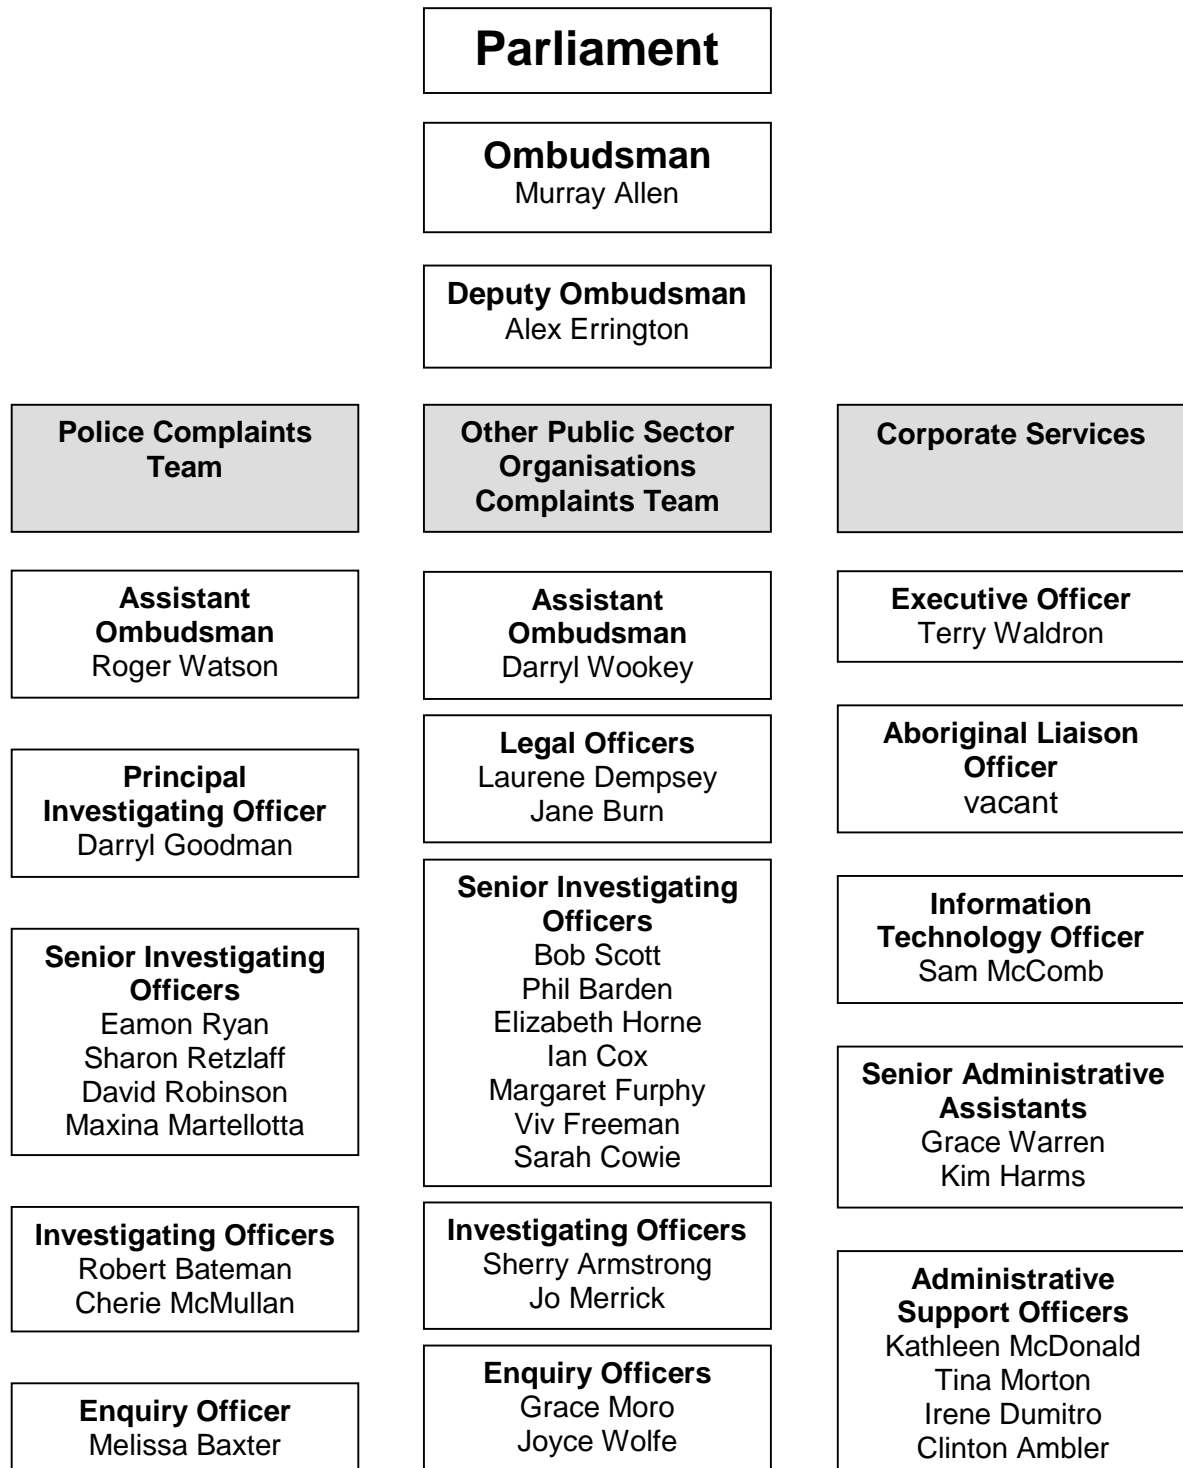 Parliament
Ombudsman
Murray Allen
Deputy Ombudsman
Alex Errington
Police Complaints
Team
Assistant
Ombudsman
Roger Watson
Principal
Investigating Officer
Darryl Goodman
Senior Investigating
Officers
Eamon Ryan
Sharon Retzlaff
David Robinson
Maxina Martellotta
Investigating Officers
Robert Bateman
Cherie McMullan
Enquiry Officer
Melissa Baxter
Other Public Sector
Organisations
Complaints Team
Assistant
Ombudsman
Darryl Wookey
Legal Officers
Laurene Dempsey
Jane Burn
Senior Investigating
Officers
Bob Scott
Phil Barden
Elizabeth Horne
Ian Cox
Margaret Furphy
Viv Freeman
Sarah Cowie
Investigating Officers
Sherry Armstrong
Jo Merrick
Enquiry Officers
Grace Moro
Joyce Wolfe
Corporate Services
Executive Officer
Terry Waldron
Aboriginal Liaison
Officer
vacant
Information
Technology Officer
Sam McComb
Senior Administrative
Assistants
Grace Warren
Kim Harms
Administrative
Support Officers
Kathleen McDonald
Tina Morton
Irene Dumitro
Clinton Ambler